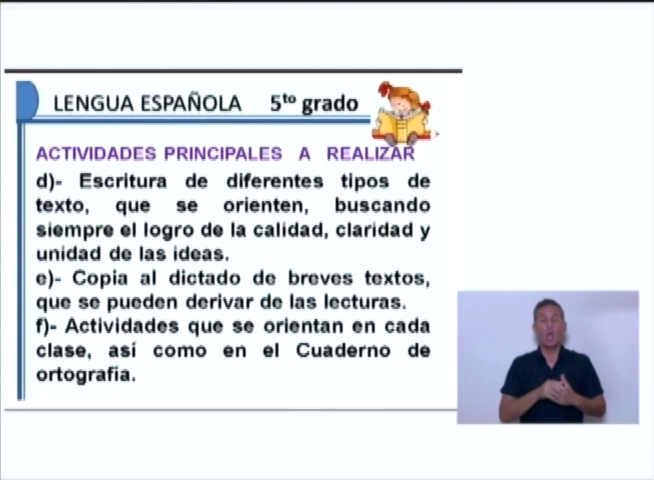 LENGUA ESPAÑOLA 5to grado
ACTIVIDADES PRINCIPALES A REALIZAR
d)- Escritura de diferentes tipos de
texto, que se orienten, buscando
siempre el logro de la calidad, claridad y
unidad de las ideas.
e)- Copia al dictado de breves textos,
que se pueden derivar de las lecturas.
f)- Actividades que se orientan en cada
clase, así como en el Cuaderno de
ortografía.